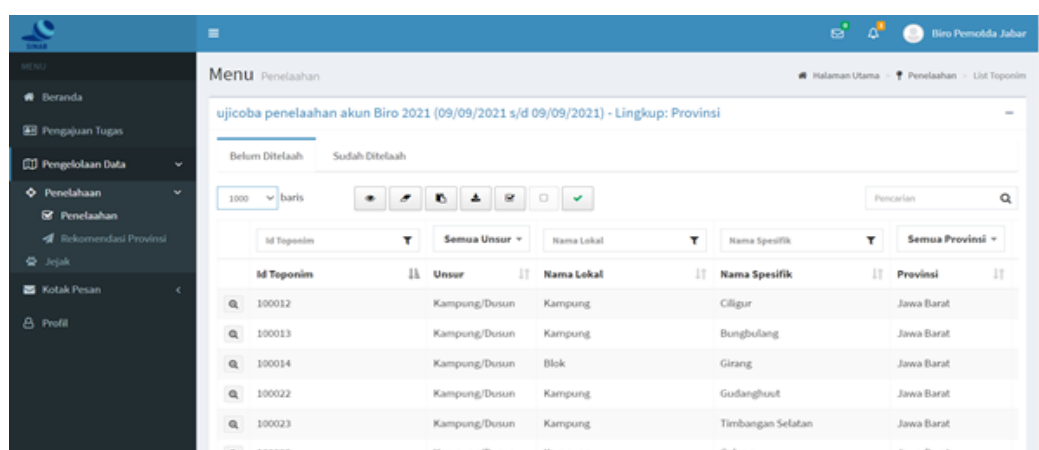 SINAR
Biro Pemotda Jabar
MENU
Beranda
Pengajuan Tugas
Pengelolaan Data
Penelahaan
Penelaahan
Rekomendasi Provinsi
Jejak
Kotak Pesan
Profil
Menu Penelaahan
Halaman Utama - Penelaahan - List Toponim
ujicoba penelaahan akun Biro 2021 (09/09/2021 s/d 09/09/2021) - Lingkup: Provinsi
Belum Ditelaah Sudah Ditelaah
1000 baris Pencarian
Id Toponim Semua Unsur Nama Lokal Nama Spesifik Semua Provinsi
Id Toponim Unsur Nama Lokal Nama Spesifik Provinsi
100012 Kampung/Dusun Kampung Ciligur Jawa Barat
100013 Kampung/Dusun Kampung Bungbulang Jawa Barat
100014 Kampung/Dusun Blok Girang Jawa Barat
100022 Kampung/Dusun Kampung Gudanghuut Jawa Barat
100023 Kampung/Dusun Kampung Timbangan Selatan Jawa Barat